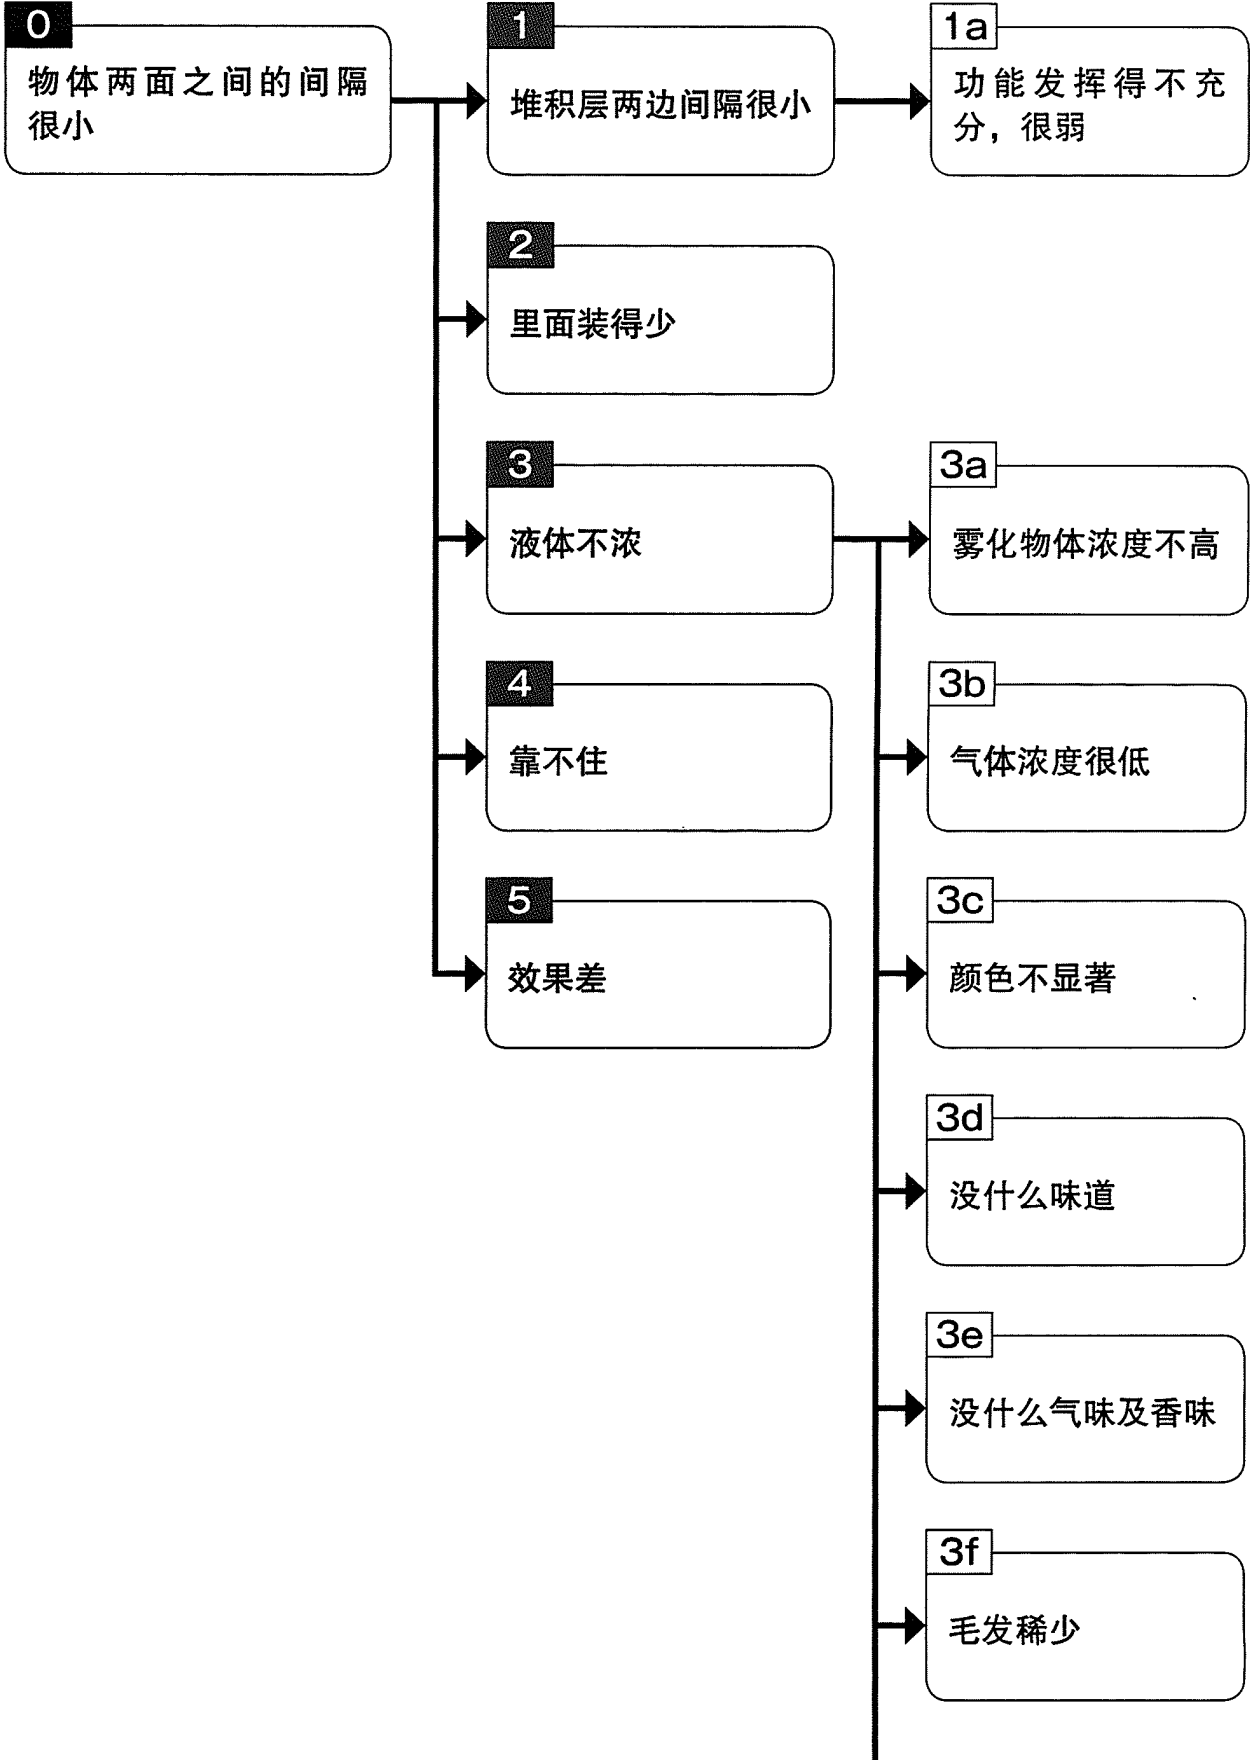 0
物体两面之间的间隔
很小
1
堆积层两边间隔很小
1a
功能发挥得不充
分，很弱
2
里面装得少
3
液体不浓
3a
雾化物体浓度不高
3b
气体浓度很低
3c
颜色不显著
3d
没什么味道
3e
没什么气味及香味
3f
毛发稀少
4
靠不住
5
效果差